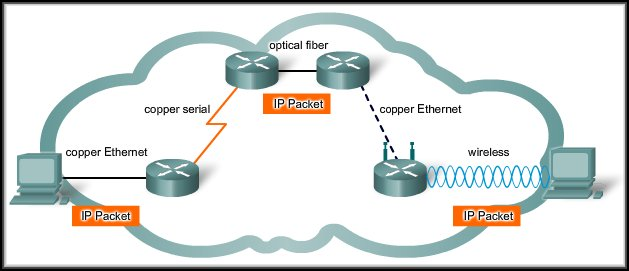 optical fiber
IP Packet
copper serial
copper Ethernet
copper Ethernet
wireless
IP Packet
IP Packet